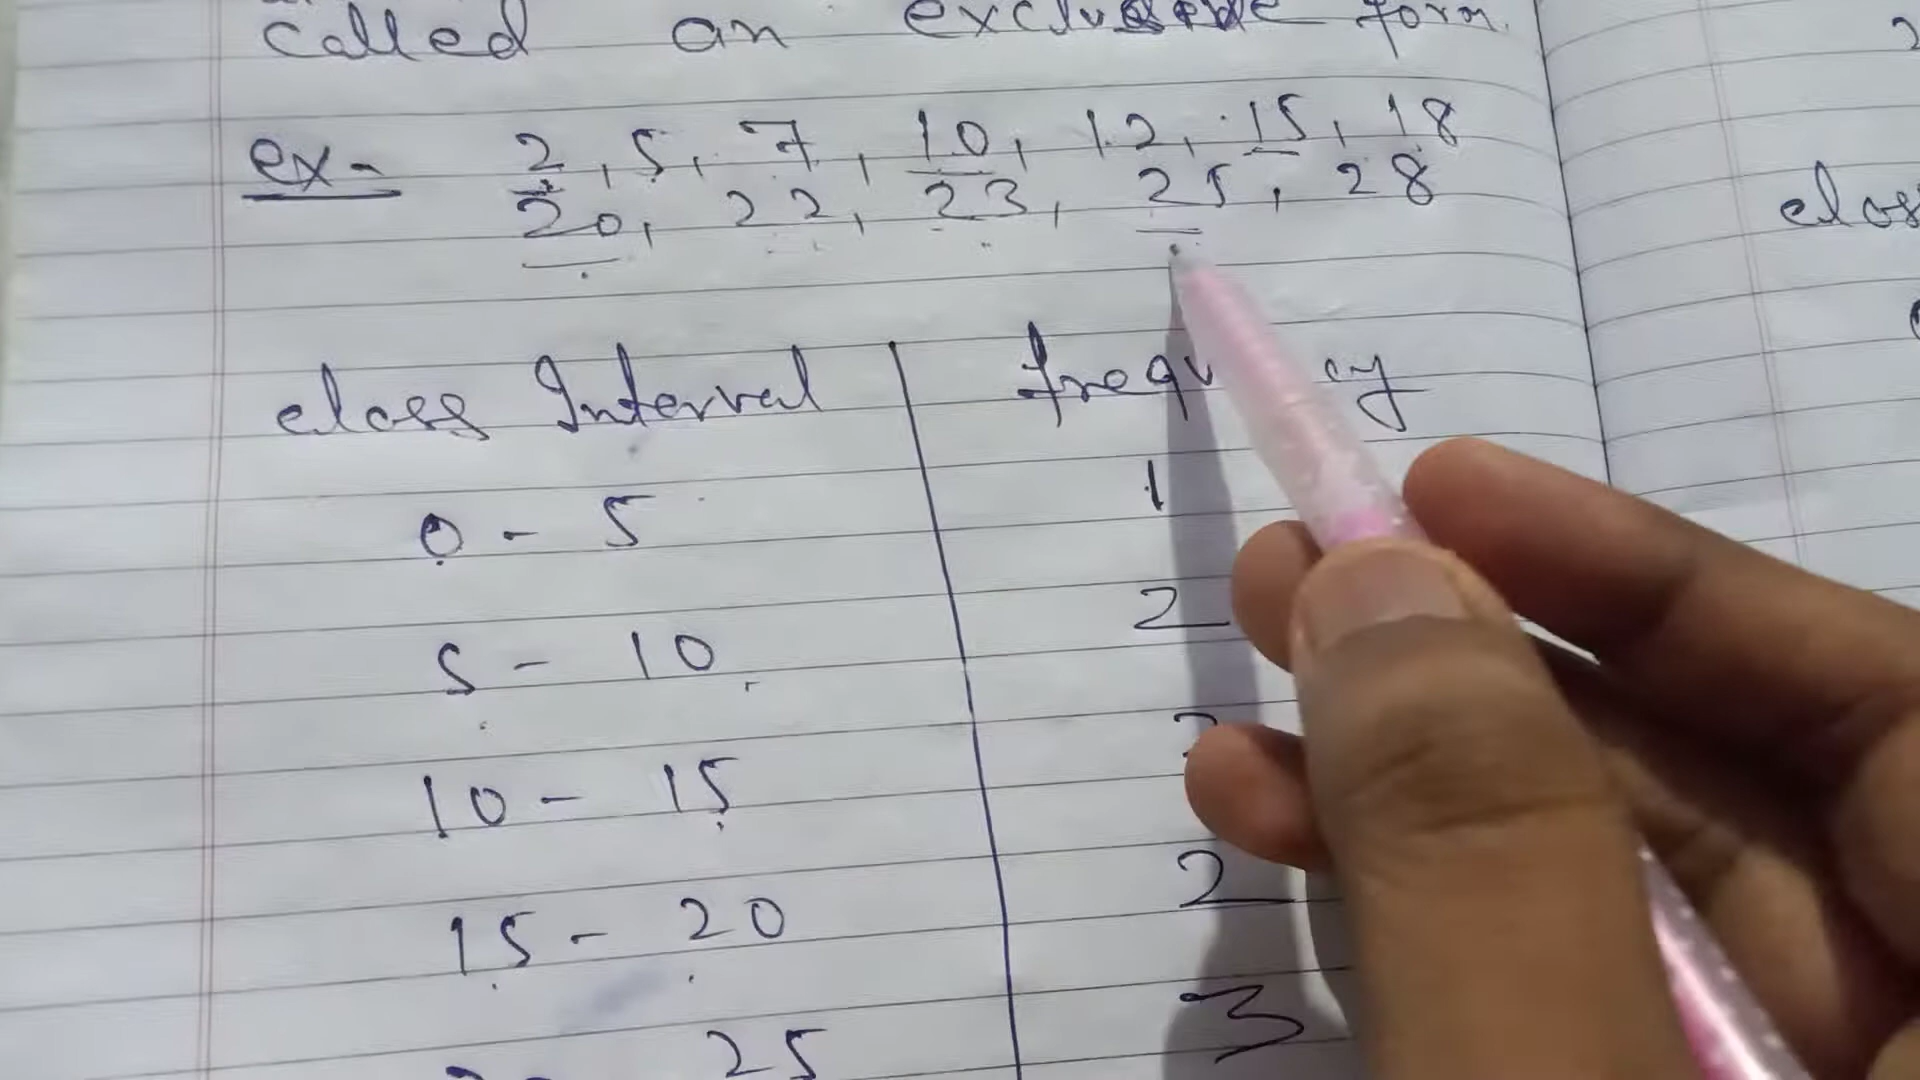 called an exclusive form.
ex- 2, 5, 7, 10, 12, 15, 18
20, 22, 23, 25, 28
class Interval frequency
0 - 5 1
5 - 10 2
10 - 15
15 - 20 2
25 3